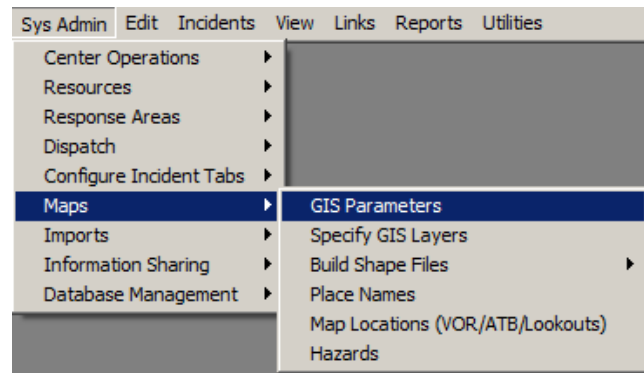 Sys Admin Edit Incidents View Links Reports Utilities
Center Operations
Resources
Response Areas
Dispatch
Configure Incident Tabs
Maps
Imports
Information Sharing
Database Management
GIS Parameters
Specify GIS Layers
Build Shape Files
Place Names
Map Locations (VOR/ATB/Lookouts)
Hazards